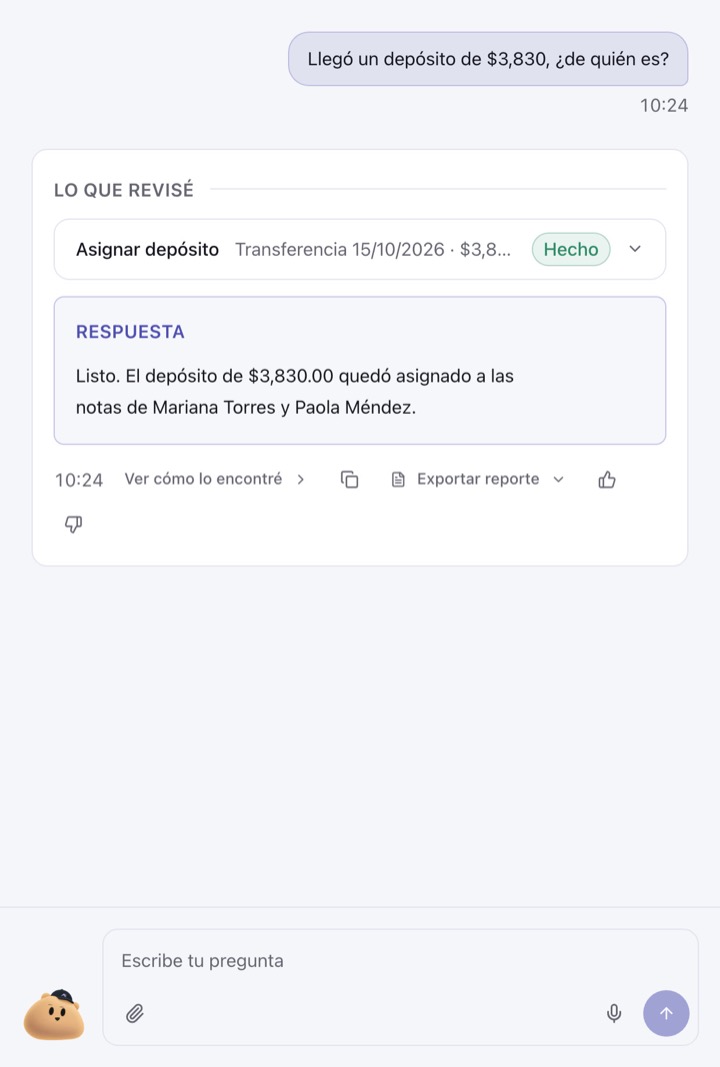 Llegó un depósito de $3,830, ¿de quién es?
10:24
LO QUE REVISÉ
Asignar depósito Transferencia 15/10/2026 · $3,8... Hecho
RESPUESTA
Listo. El depósito de $3,830.00 quedó asignado a las
notas de Mariana Torres y Paola Méndez.
10:24 Ver cómo lo encontré Exportar reporte
Escribe tu pregunta